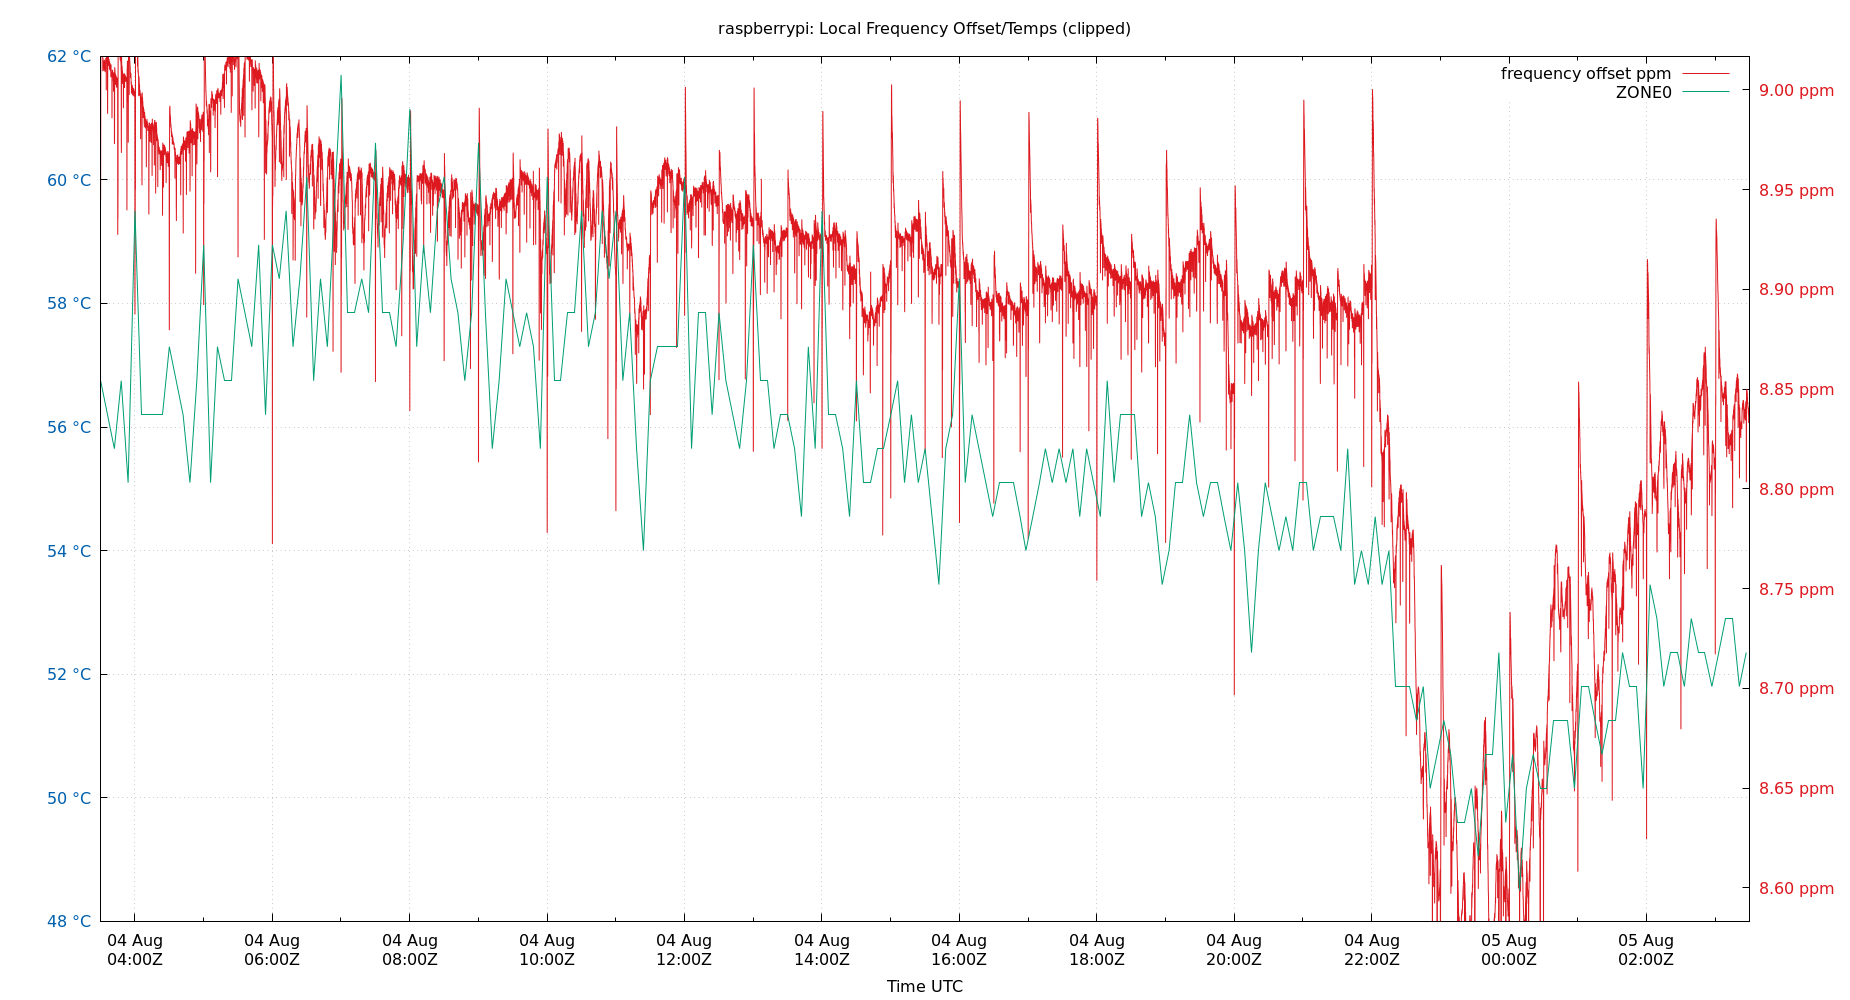 raspberrypi: Local Frequency Offset/Temps (clipped)
frequency offset ppm
ZONE0
62 °C
60 °C
58 °C
56 °C
54 °C
52 °C
50 °C
48 °C
9.00 ppm
8.95 ppm
8.90 ppm
8.85 ppm
8.80 ppm
8.75 ppm
8.70 ppm
8.65 ppm
8.60 ppm
04 Aug 04 Aug 04 Aug 04 Aug 04 Aug 04 Aug 04 Aug 04 Aug 04 Aug 04 Aug 05 Aug 05 Aug
04:00Z 06:00Z 08:00Z 10:00Z 12:00Z 14:00Z 16:00Z 18:00Z 20:00Z 22:00Z 00:00Z 02:00Z
Time UTC